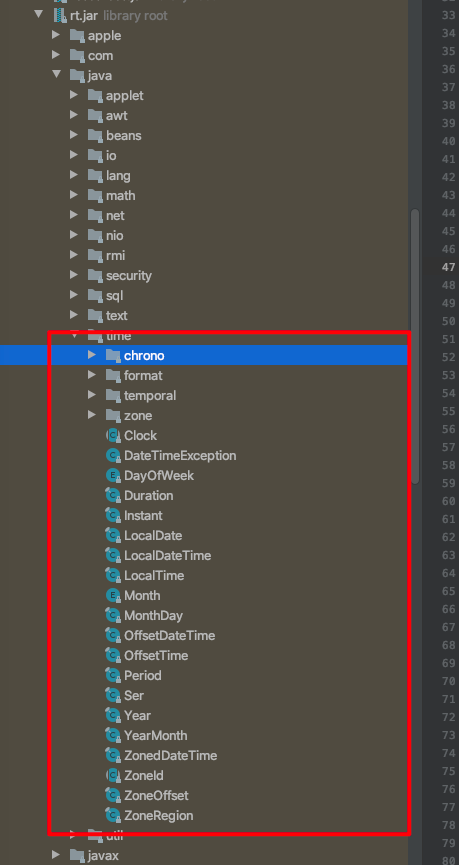 33
rt.jar library root
34
apple
35
com
36
java
37
applet
38
awt
39
beans
40
io
41
lang
42
math
43
net
44
nio
45
rmi
46
security
47
sql
48
text
49
50
time
51
chrono
52
format
53
temporal
54
zone
55
Clock
56
DateTimeException
57
DayOfWeek
58
Duration
59
Instant
60
LocalDate
61
LocalDateTime
62
LocalTime
63
Month
64
MonthDay
65
OffsetDateTime
66
OffsetTime
67
Period
68
69
Ser
70
Year
71
YearMonth
72
ZonedDateTime
73
ZoneId
74
ZoneOffset
75
ZoneRegion
76
77
util
78
javax
79
80